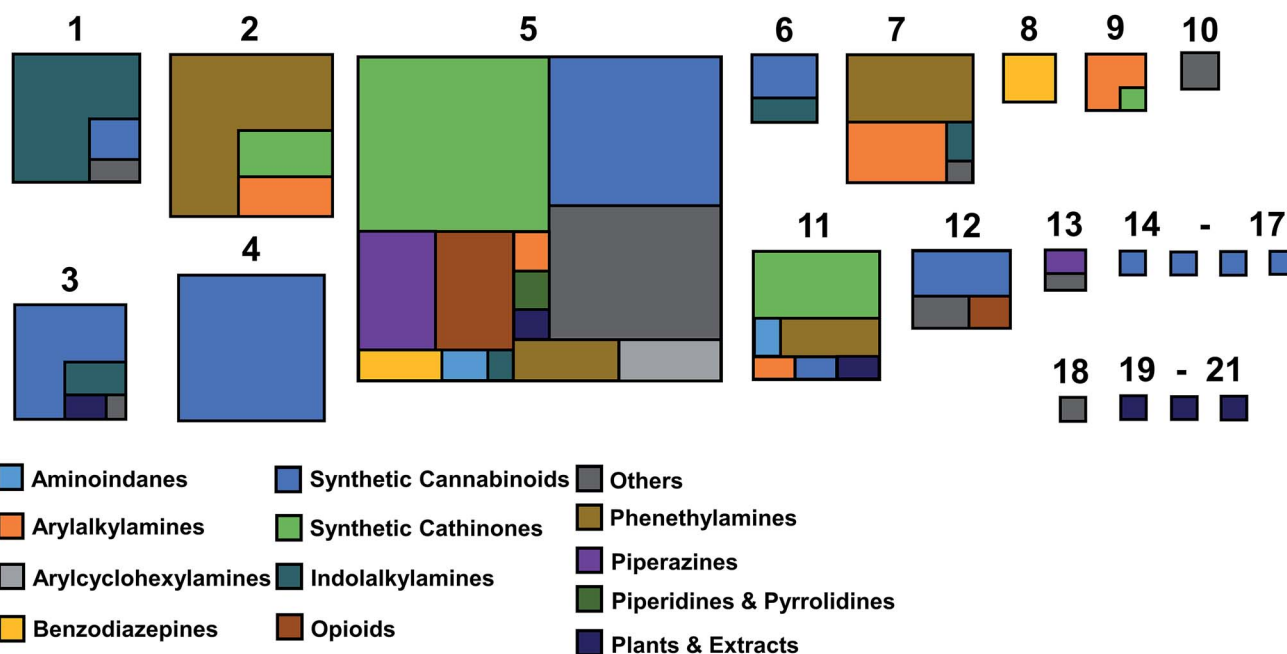 1 2 5 6 7 8 9 10
3 4 11 12 13 14 - 17
18 19 - 21
Aminoindanes
Arylalkylamines
Arylcyclohexylamines
Benzodiazepines
Synthetic Cannabinoids
Synthetic Cathinones
Indolalkylamines
Opioids
Others
Phenethylamines
Piperazines
Piperidines & Pyrrolidines
Plants & Extracts